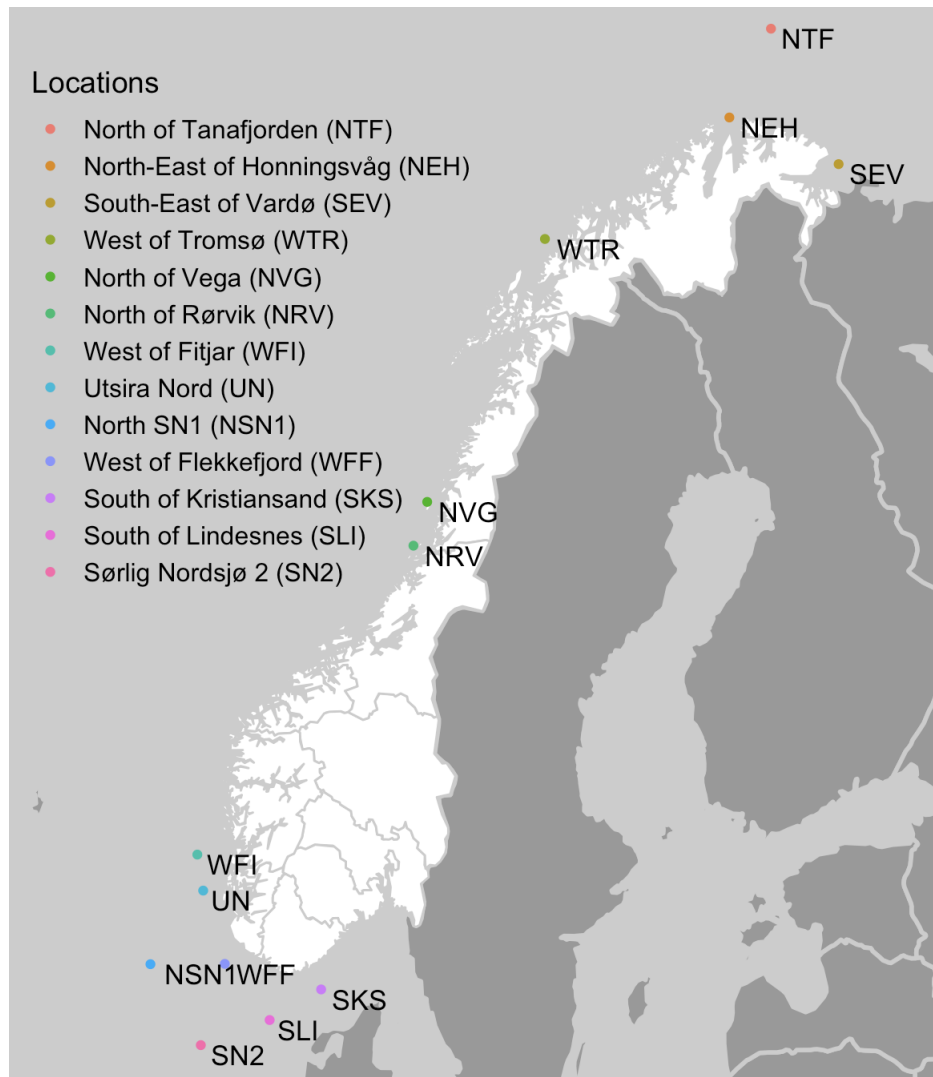 NTF
Locations
North of Tanafjorden (NTF)
NEH
North-East of Honningsvåg (NEH)
SEV
South-East of Vardø (SEV)
West of Tromsø (WTR)
WTR
North of Vega (NVG)
North of Rørvik (NRV)
West of Fitjar (WFI)
Utsira Nord (UN)
North SN1 (NSN1)
West of Flekkefjord (WFF)
South of Kristiansand (SKS)
NVG
South of Lindesnes (SLI)
NRV
Sørlig Nordsjø 2 (SN2)
WFI
UN
NSN1
WFF
SKS
SLI
SN2